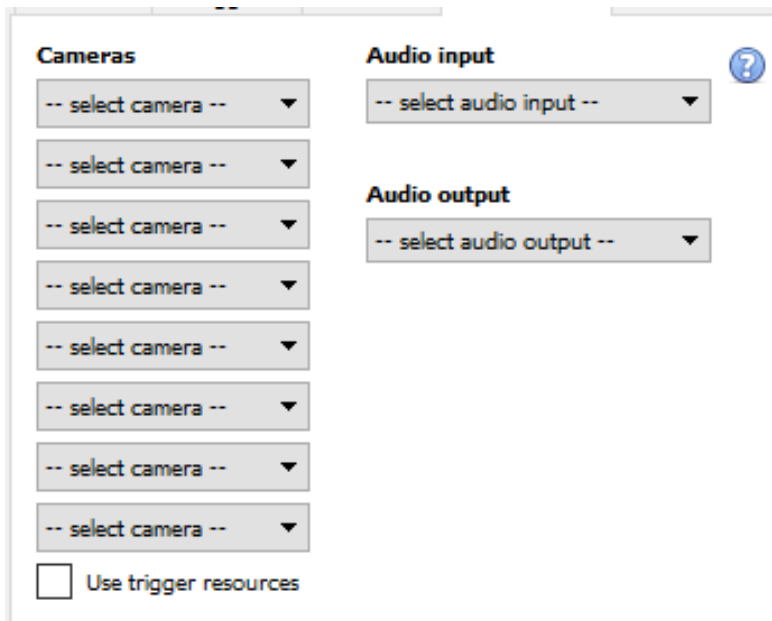 Cameras
-- select camera --
-- select camera --
-- select camera --
-- select camera --
-- select camera --
-- select camera --
-- select camera --
-- select camera --
Use trigger resources
Audio input
-- select audio input --
Audio output
-- select audio output --
?